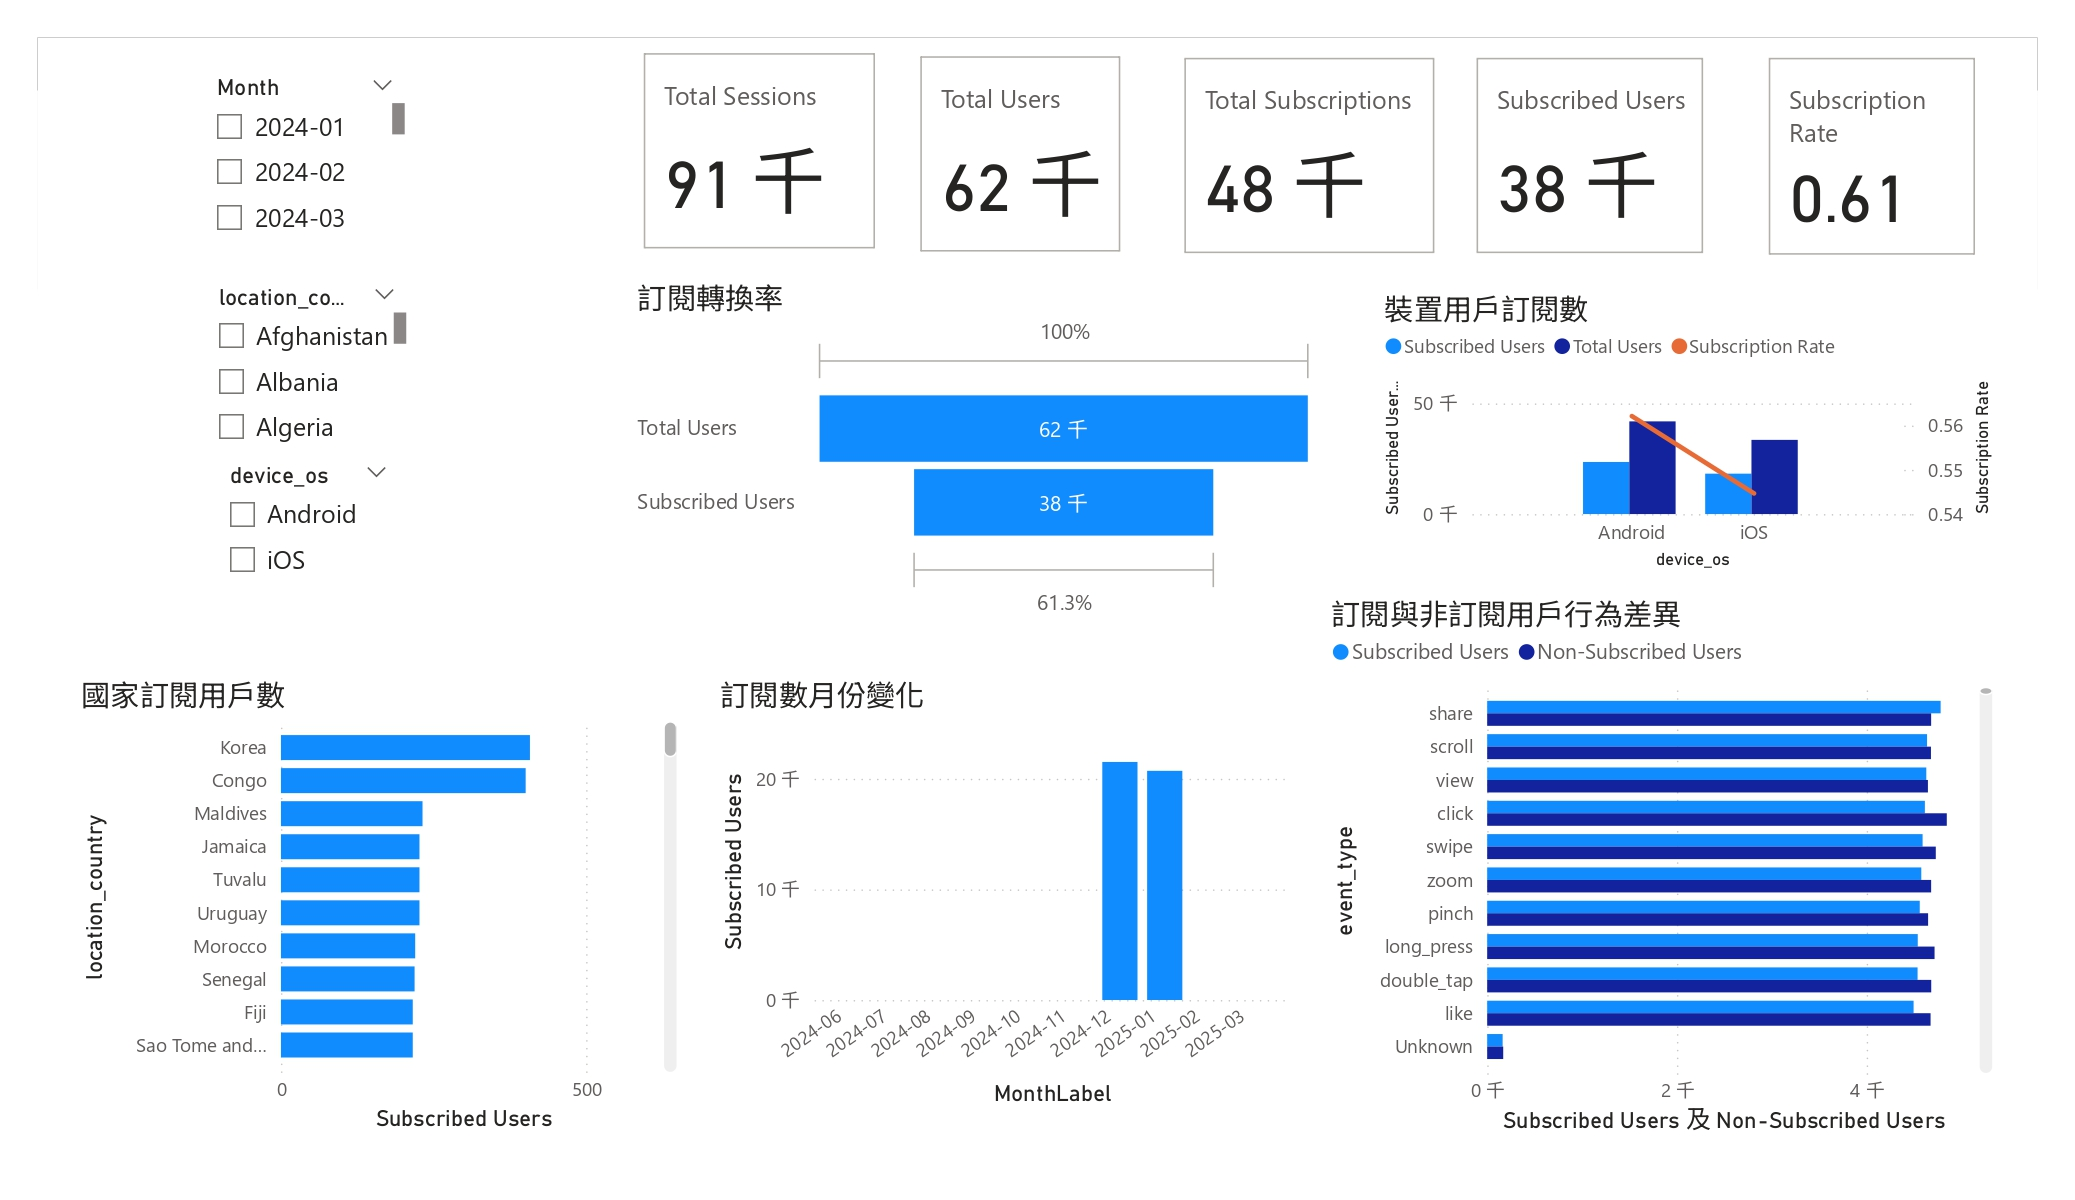 Month
2024-01
2024-02
2024-03
location_co...
Afghanistan
Albania
Algeria
device_os
Android
iOS
Total Sessions
91 千
Total Users
62 千
Total Subscriptions
48 千
Subscribed Users
38 千
Subscription
Rate
0.61
訂閱轉換率
100%
Total Users
62 千
Subscribed Users
38 千
61.3%
裝置用戶訂閱數
Subscribed Users Total Users Subscription Rate
Subscribed User...
50 千
0 千
0.56
0.55
0.54
Subscription Rate
Android iOS
device_os
國家訂閱用戶數
location_country
Korea
Congo
Maldives
Jamaica
Tuvalu
Uruguay
Morocco
Senegal
Fiji
Sao Tome and...
0 500
Subscribed Users
訂閱數月份變化
Subscribed Users
20 千
10 千
0 千
2024-06 2024-07 2024-08 2024-09 2024-10 2024-11 2024-12 2025-01 2025-02 2025-03
MonthLabel
訂閱與非訂閱用戶行為差異
Subscribed Users Non-Subscribed Users
event_type
share
scroll
view
click
swipe
zoom
pinch
long_press
double_tap
like
Unknown
0 千 2 千 4 千
Subscribed Users 及 Non-Subscribed Users